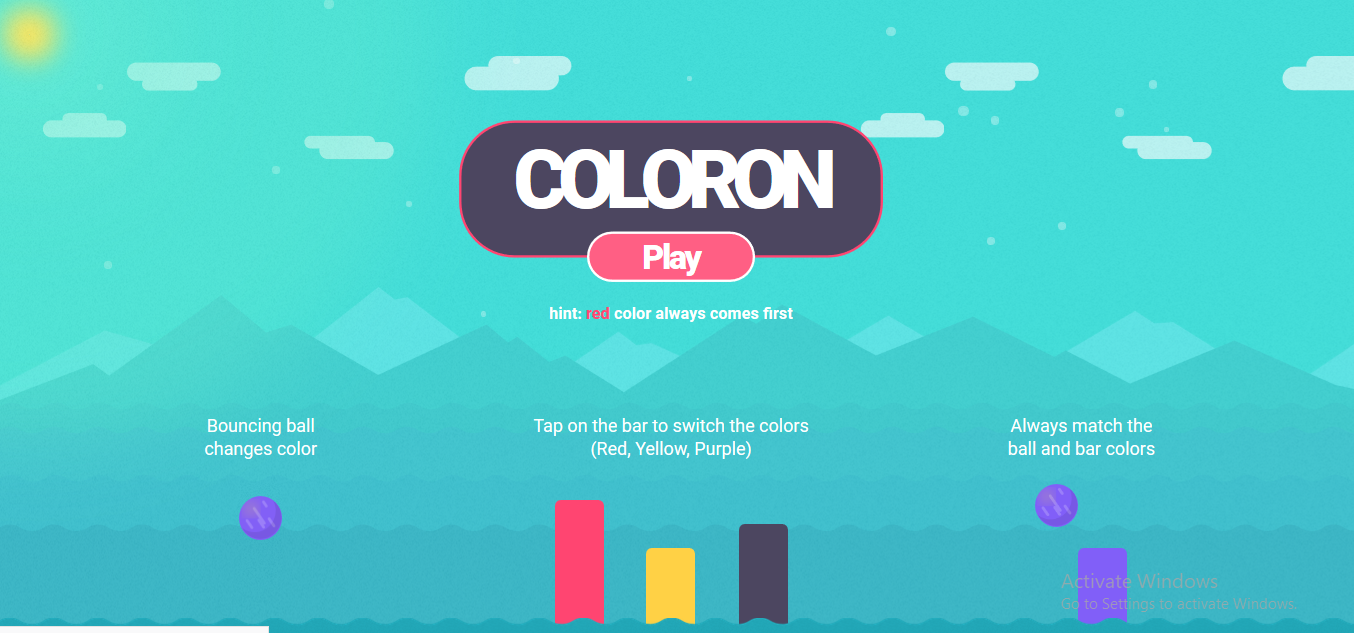 COLORON
Play
hint: red color always comes first
Bouncing ball
changes color
Tap on the bar to switch the colors
(Red, Yellow, Purple)
Always match the
ball and bar colors
Activate Windows
Go to Settings to activate Windows.